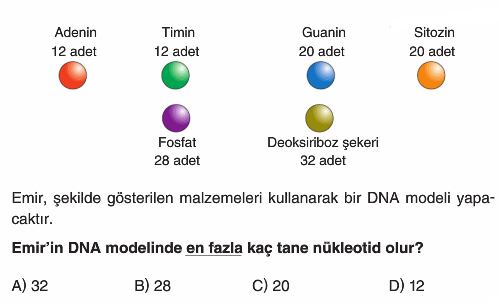 Adenin Timin Guanin Sitozin
12 adet 12 adet 20 adet 20 adet
Fosfat Deoksiriboz şekeri
28 adet 32 adet
Emir, şekilde gösterilen malzemeleri kullanarak bir DNA modeli yapa-
caktır.
Emir'in DNA modelinde en fazla kaç tane nükleotid olur?
A) 32 B) 28 C) 20 D) 12